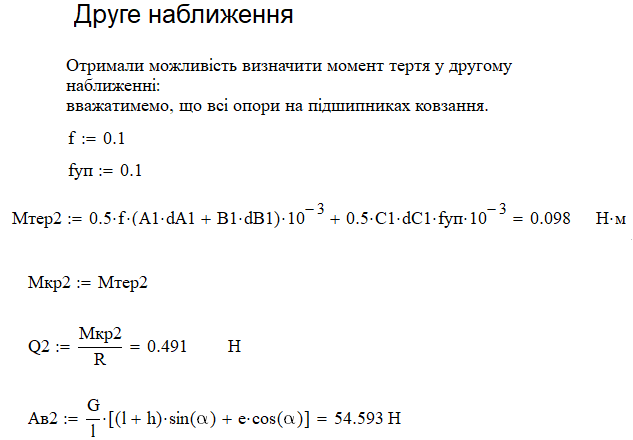 Друге наближення
Отримали можливість визначити момент тертя у другому
наближенні:
вважатимемо, що всі опори на підшипниках ковзання.
f := 0.1
fуп := 0.1
Мтер2 := 0.5·f·(A1·dA1 + B1·dB1)·10^-3 + 0.5·C1·dC1·fуп·10^-3 = 0.098 Н·м
Мкр2 := Мтер2
Q2 := Мкр2/R = 0.491 Н
Ав2 := G/l·[(l + h)·sin(α) + e·cos(α)] = 54.593 Н